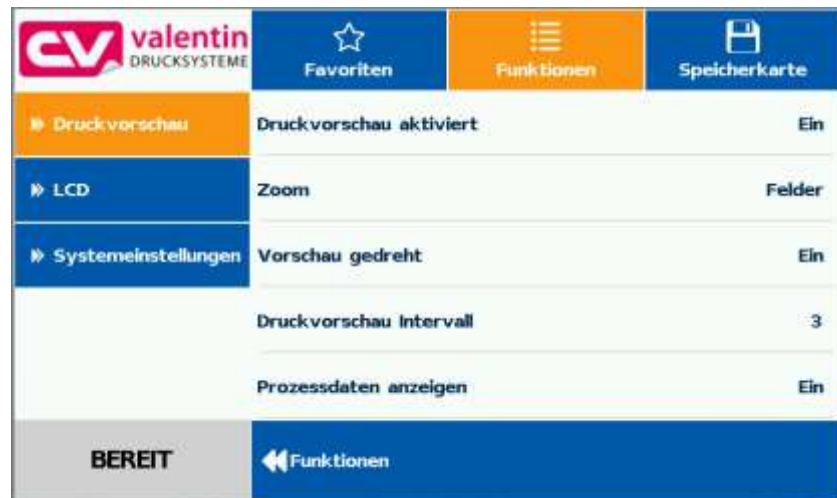 CV valentin
DRUCKSYSTEME
Favoriten
Funktionen
Speicherkarte
Druckvorschau
Druckvorschau aktiviert Ein
LCD
Zoom Felder
Systemeinstellungen
Vorschau gedreht Ein
Druckvorschau Intervall 3
Prozessdaten anzeigen Ein
BEREIT
Funktionen